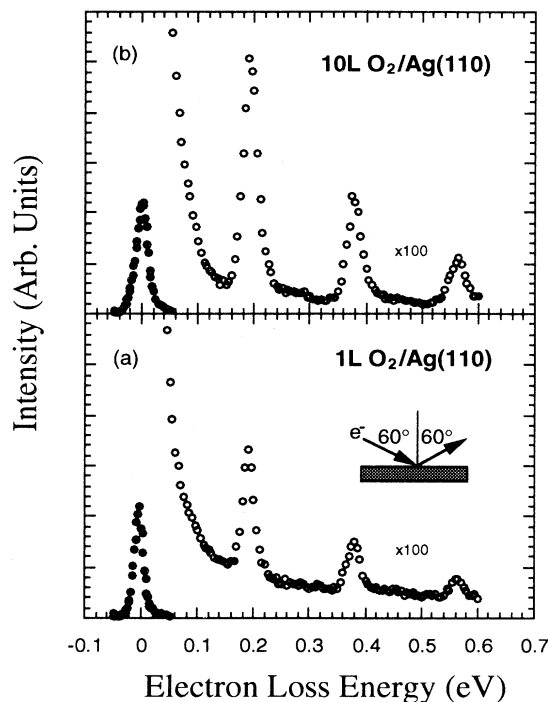 (b)
10L O₂/Ag(110)
x100
(a)
1L O₂/Ag(110)
e⁻ 60° 60°
x100
-0.1 0 0.1 0.2 0.3 0.4 0.5 0.6 0.7
Electron Loss Energy (eV)
Intensity (Arb. Units)